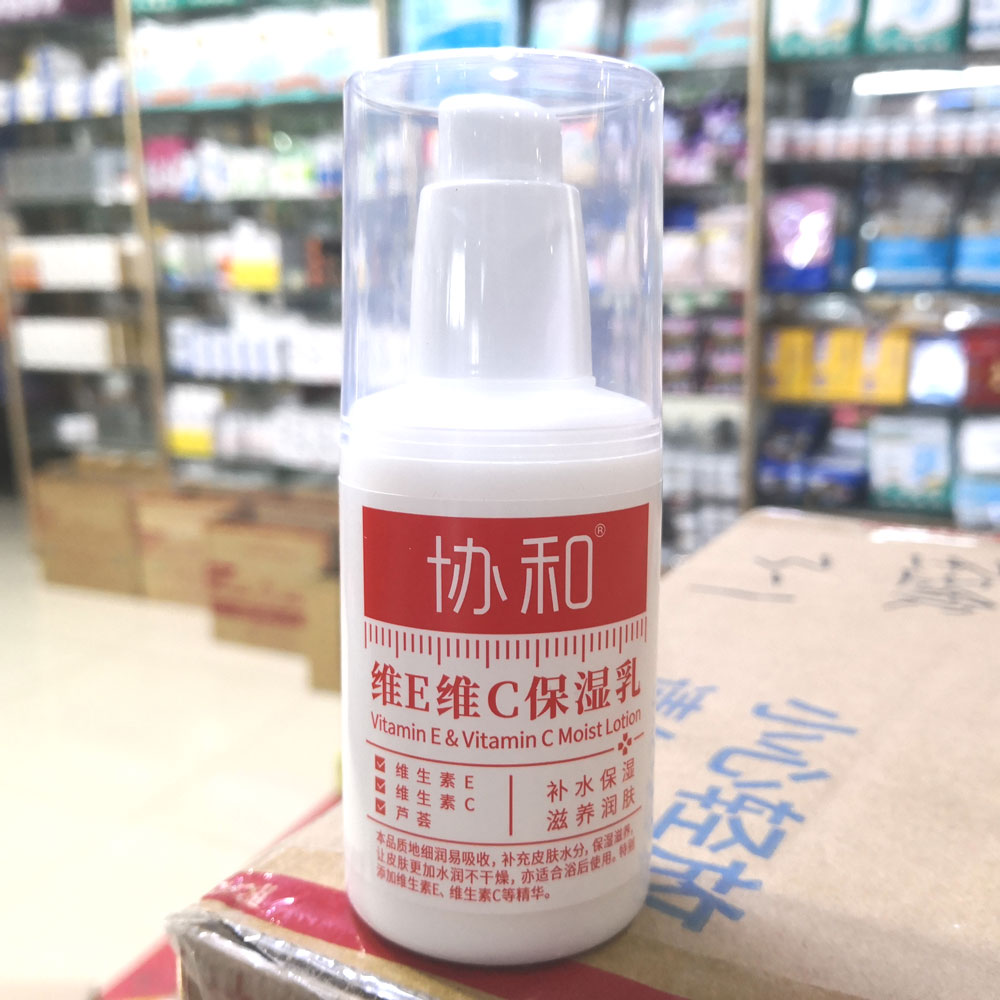 协和®
维E维C保湿乳
Vitamin E & Vitamin C Moist Lotion
维生素E
维生素C
芦荟
补水保湿
滋养润肤
本品质地细润易吸收，补充皮肤水分，保湿滋养，
让皮肤更加水润不干燥，亦适合浴后使用。特别
添加维生素E、维生素C等精华。
小心轻放